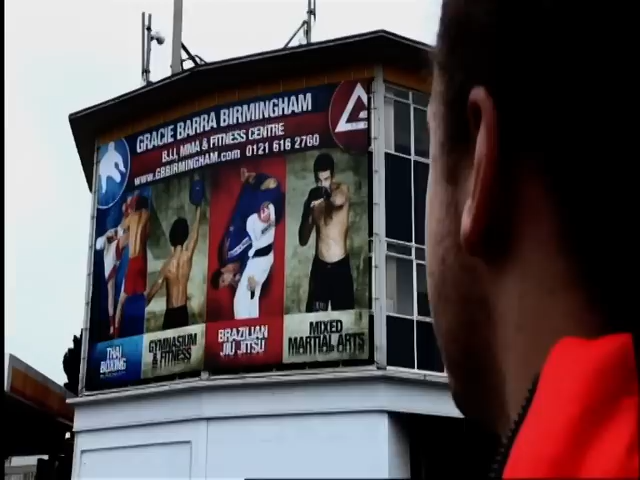 GRACIE BARRA BIRMINGHAM
BJJ, MMA & FITNESS CENTRE
www.GBBIRMINGHAM.com 0121 616 2760
THAI
BOXING
GYMNASIUM
& FITNESS
BRAZILIAN
JIU JITSU
MIXED
MARTIAL ARTS